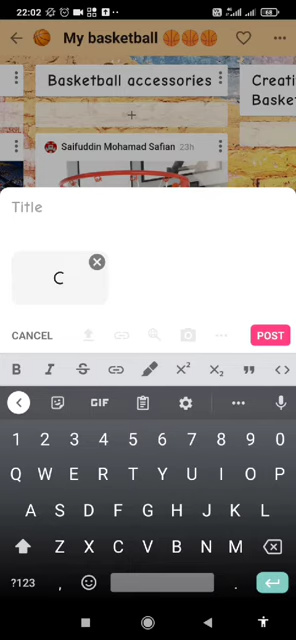 22:02
68
My basketball 🏀🏀🏀
Basketball accessories
Creati
Basket
Saifuddin Mohamad Safian 23h
Title
C
CANCEL
POST
B I S X² X₂ ” <>
GIF
1 2 3 4 5 6 7 8 9 0
Q W E R T Y U I O P
A S D F G H J K L
Z X C V B N M
?123 , .